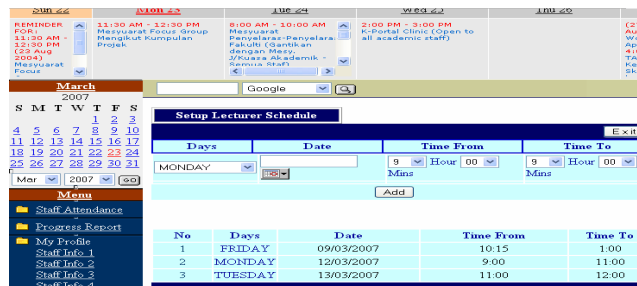 Sun 22 Mon 23 Tue 24 Wed 25 Thu 26
REMINDER FOR: 11:30 AM - 12:30 PM (23 Aug 2004) Mesyuarat Focus
11:30 AM - 12:30 PM Mesyuarat Focus Group Mengikut Kumpulan Projek
8:00 AM - 10:00 AM Mesyuarat Penyelaras-Penyelaras Fakulti (Gantikan dengan Mesy. J/Kuasa Akademik - Semua Staf)
2:00 PM - 3:00 PM K-Portal Clinic (Open to all academic staff)
March
2007
S M T W T F S
1 2 3
4 5 6 7 8 9 10
11 12 13 14 15 16 17
18 19 20 21 22 23 24
25 26 27 28 29 30 31
Mar 2007 GO
Menu
Staff Attendance
Progress Report
My Profile
Staff Info 1
Staff Info 2
Staff Info 3
Staff Info 4
Google
Setup Lecturer Schedule
Exit
Days Date Time From Time To
MONDAY 9 Hour 00 Mins 9 Hour 00 Mins
Add
No Days Date Time From Time To
1 FRIDAY 09/03/2007 10:15 1:00
2 MONDAY 12/03/2007 9:00 11:00
3 TUESDAY 13/03/2007 11:00 12:00